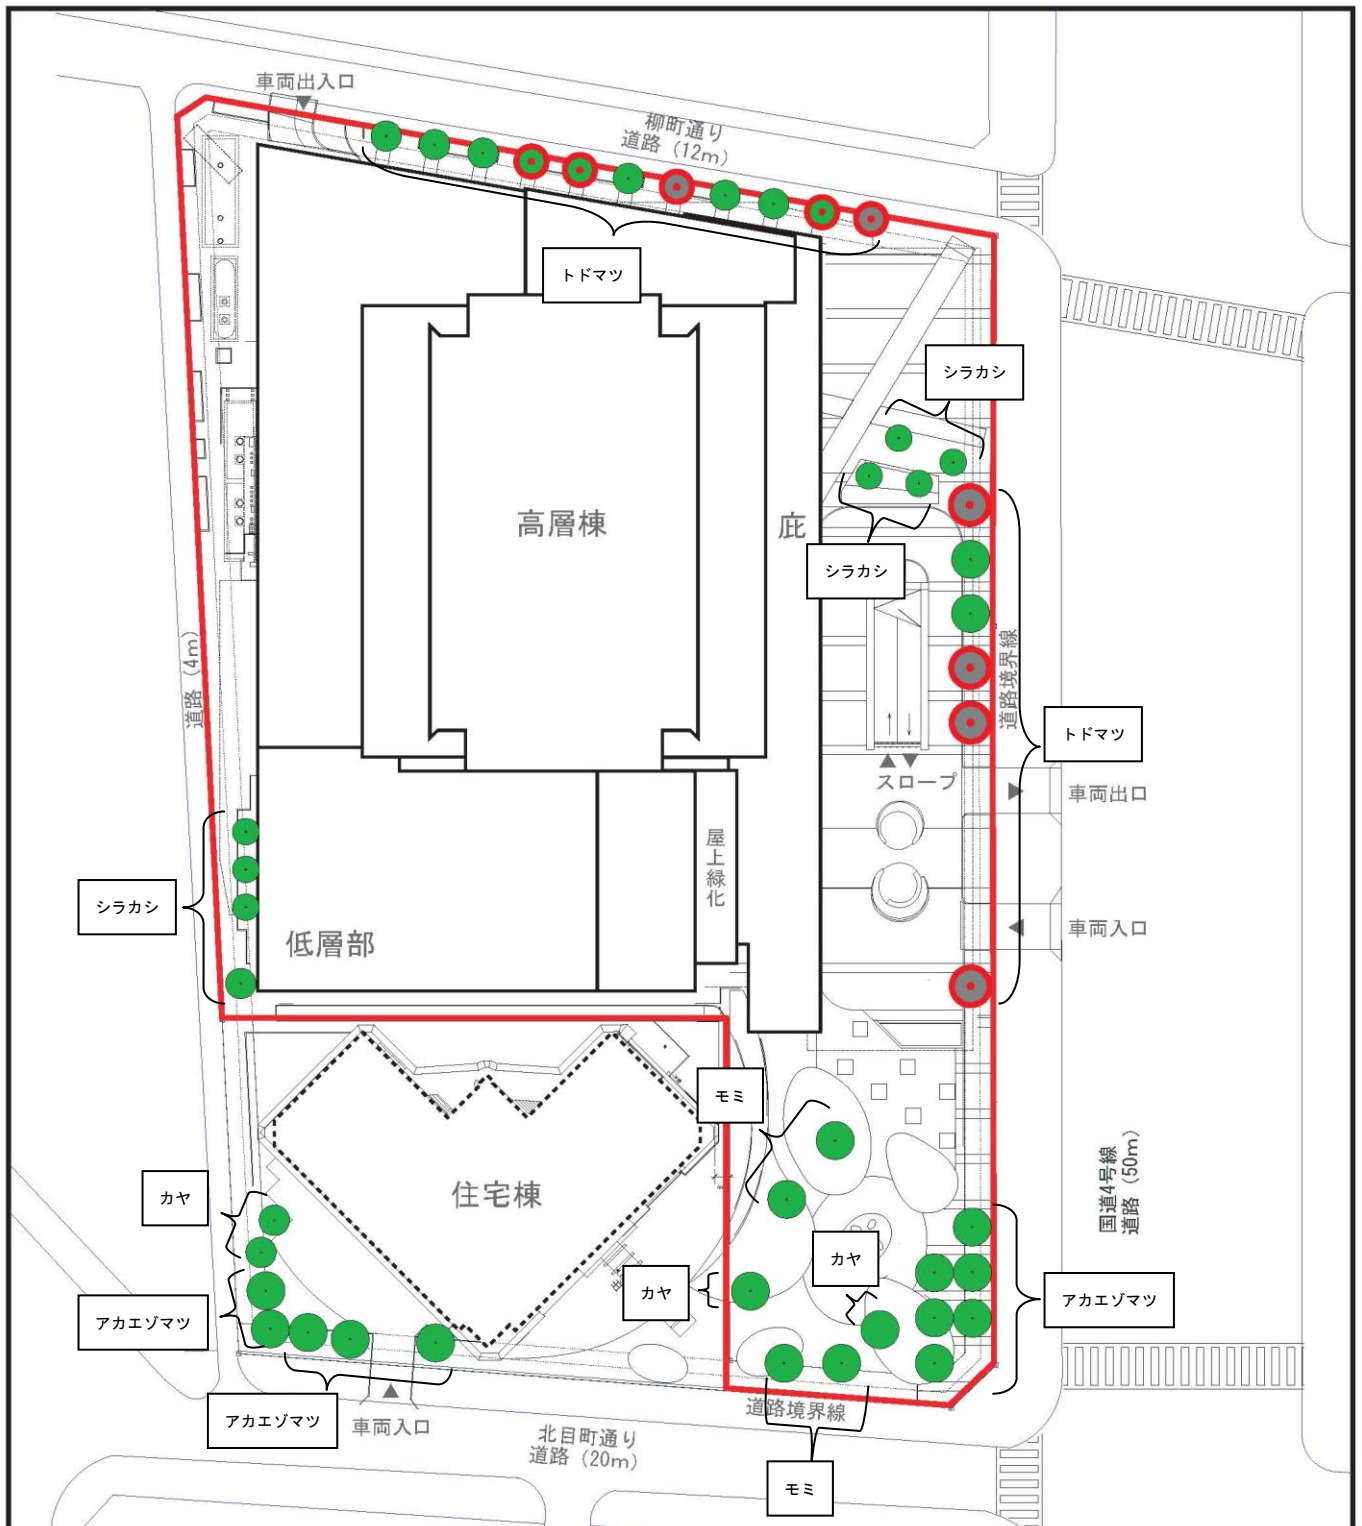 車両出入口
柳町通り
道路（12m）
トドマツ
シラカシ
高層棟
庇
シラカシ
道路（4m）
道路境界線
トドマツ
スロープ
車両出口
屋上緑化
シラカシ
車両入口
低層部
モミ
国道4号線
道路（50m）
カヤ
住宅棟
カヤ
カヤ
アカエゾマツ
アカエゾマツ
アカエゾマツ
車両入口
道路境界線
北目町通り
道路（20m）
モミ